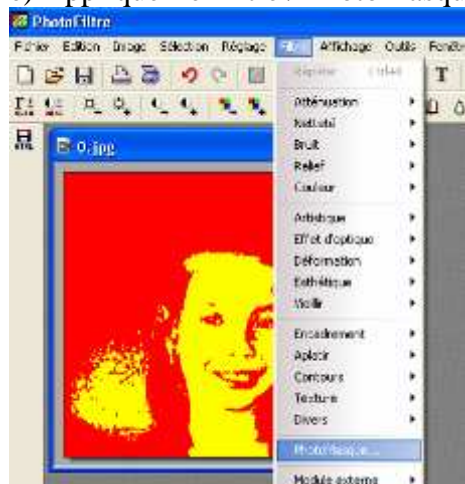 PhotoFiltre
Fichier Edition Image Sélection Réglage Filtre Affichage Outils Fenêtre
T
0.jpg
Atténuation
Netteté
Bruit
Relief
Couleur
Artistique
Effet d'optique
Déformation
Esthétique
Vieillir
Encadrement
Aplatir
Contours
Texture
Divers
PhotoMasque...
Module externe